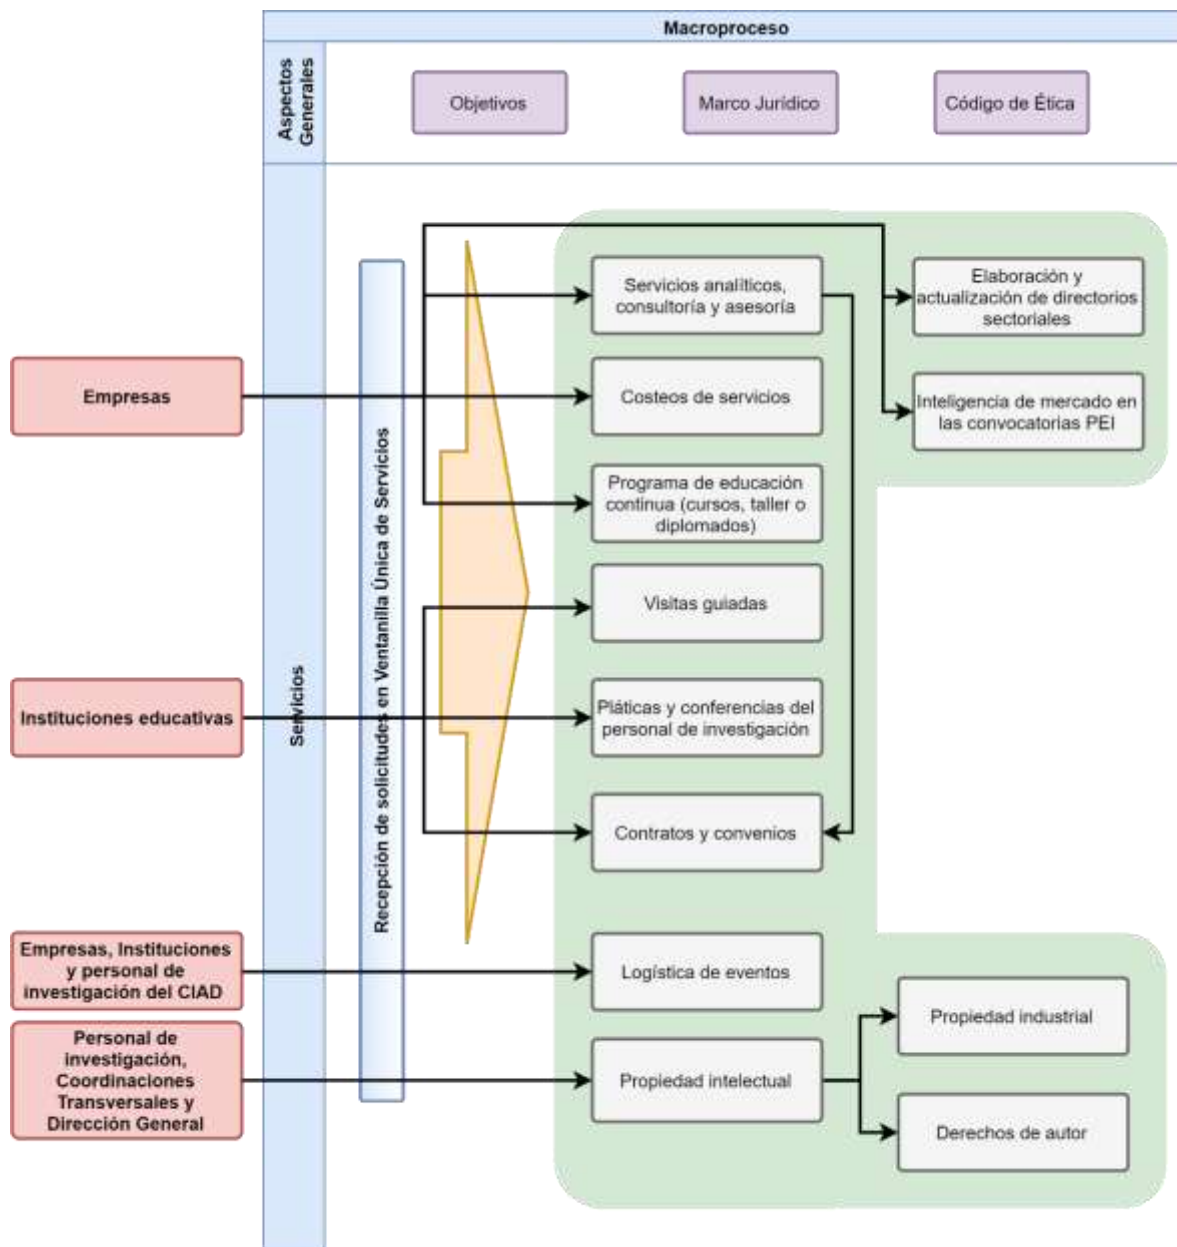 Macroproceso
Aspectos
Generales
Objetivos
Marco Jurídico
Código de Ética
Servicios
Recepción de solicitudes en Ventanilla Única de Servicios
Servicios analíticos,
consultoría y asesoría
Elaboración y
actualización de directorios
sectoriales
Empresas
Costeos de servicios
Inteligencia de mercado en
las convocatorias PEI
Programa de educación
continua (cursos, taller o
diplomados)
Visitas guiadas
Instituciones educativas
Pláticas y conferencias del
personal de investigación
Contratos y convenios
Empresas, Instituciones
y personal de
investigación del CIAD
Logística de eventos
Personal de
investigación,
Coordinaciones
Transversales y
Dirección General
Propiedad intelectual
Propiedad industrial
Derechos de autor